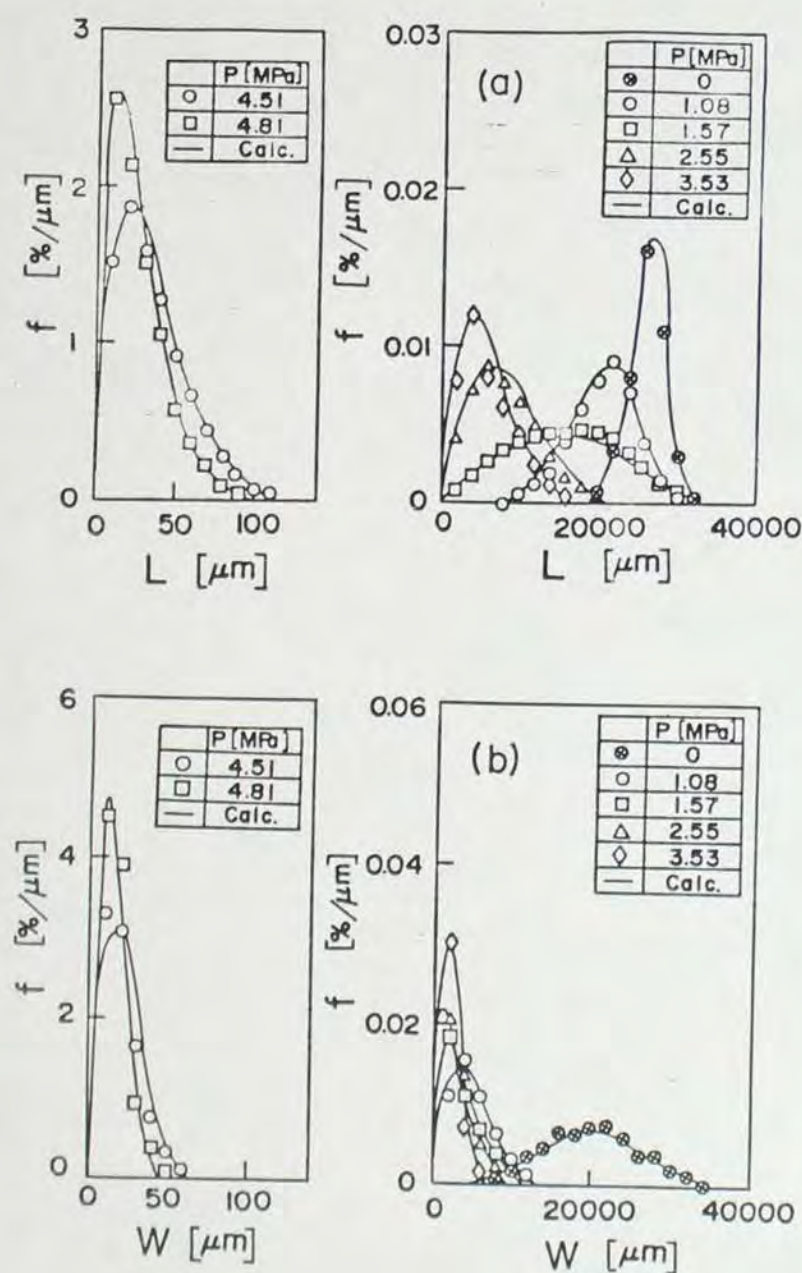 3
2
1
0
f [%/μm]
P [MPa]
4.51
4.81
Calc.
0 50 100
L [μm]
0.03
0.02
0.01
0
f [%/μm]
(a)
P [MPa]
0
1.08
1.57
2.55
3.53
Calc.
0 20000 40000
L [μm]
6
4
2
0
f [%/μm]
P [MPa]
4.51
4.81
Calc.
0 100
W [μm]
0.06
0.04
0.02
0
f [%/μm]
(b)
P [MPa]
0
1.08
1.57
2.55
3.53
Calc.
0 20000 40000
W [μm]